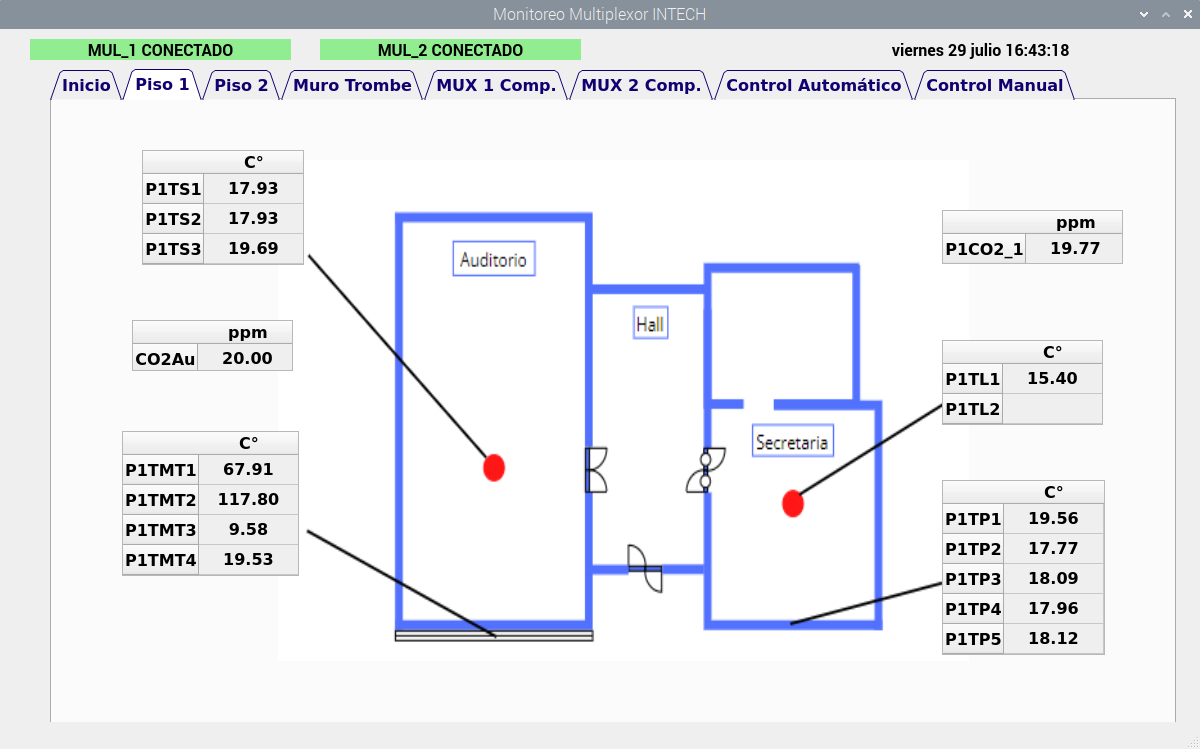 Monitoreo Multiplexor INTECH
MUL_1 CONECTADO
MUL_2 CONECTADO
viernes 29 julio 16:43:18
Inicio
Piso 1
Piso 2
Muro Trombe
MUX 1 Comp.
MUX 2 Comp.
Control Automático
Control Manual
C°
P1TS1 17.93
P1TS2 17.93
P1TS3 19.69
ppm
CO2Au 20.00
C°
P1TMT1 67.91
P1TMT2 117.80
P1TMT3 9.58
P1TMT4 19.53
Auditorio
Hall
Secretaria
ppm
P1CO2_1 19.77
C°
P1TL1 15.40
P1TL2
C°
P1TP1 19.56
P1TP2 17.77
P1TP3 18.09
P1TP4 17.96
P1TP5 18.12